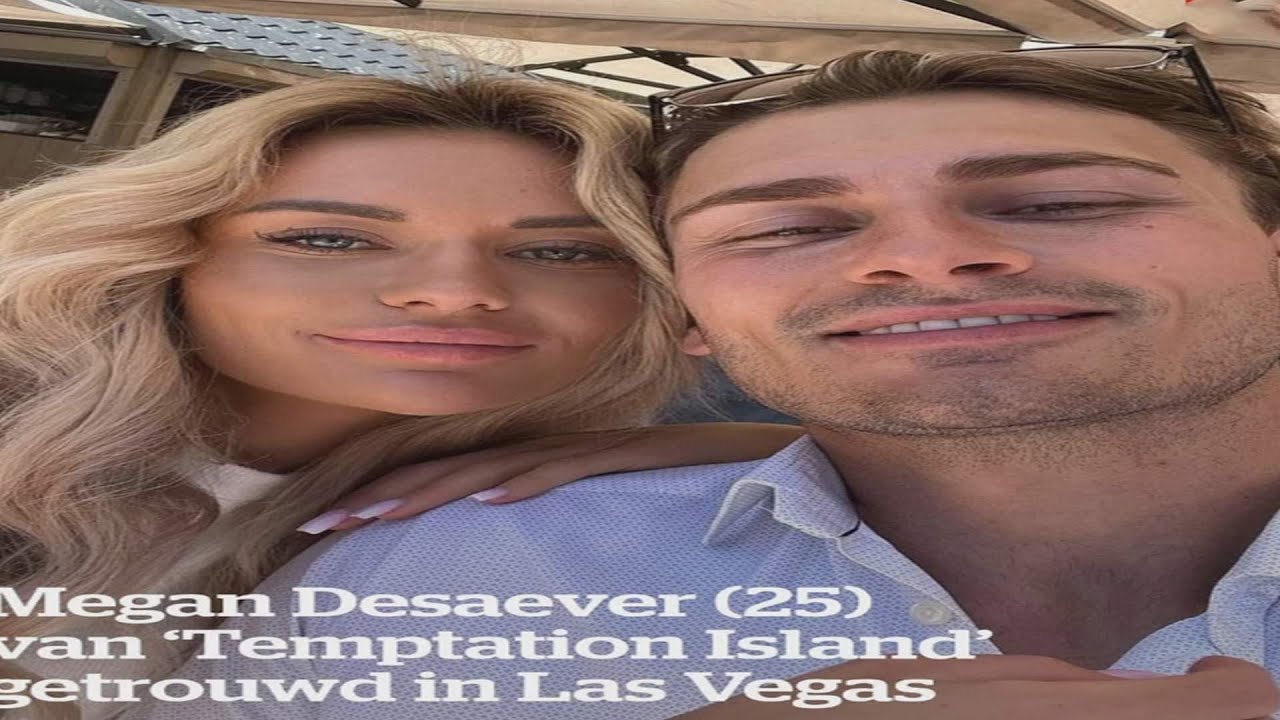 Megan Desaever (25)
van ‘Temptation Island’
getrouwd in Las Vegas